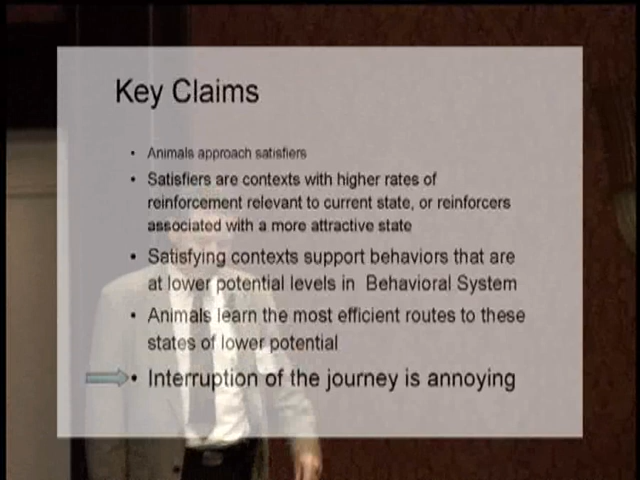 Key Claims
• Animals approach satisfiers
• Satisfiers are contexts with higher rates of
reinforcement relevant to current state, or reinforcers
associated with a more attractive state
• Satisfying contexts support behaviors that are
at lower potential levels in Behavioral System
• Animals learn the most efficient routes to these
states of lower potential
• Interruption of the journey is annoying